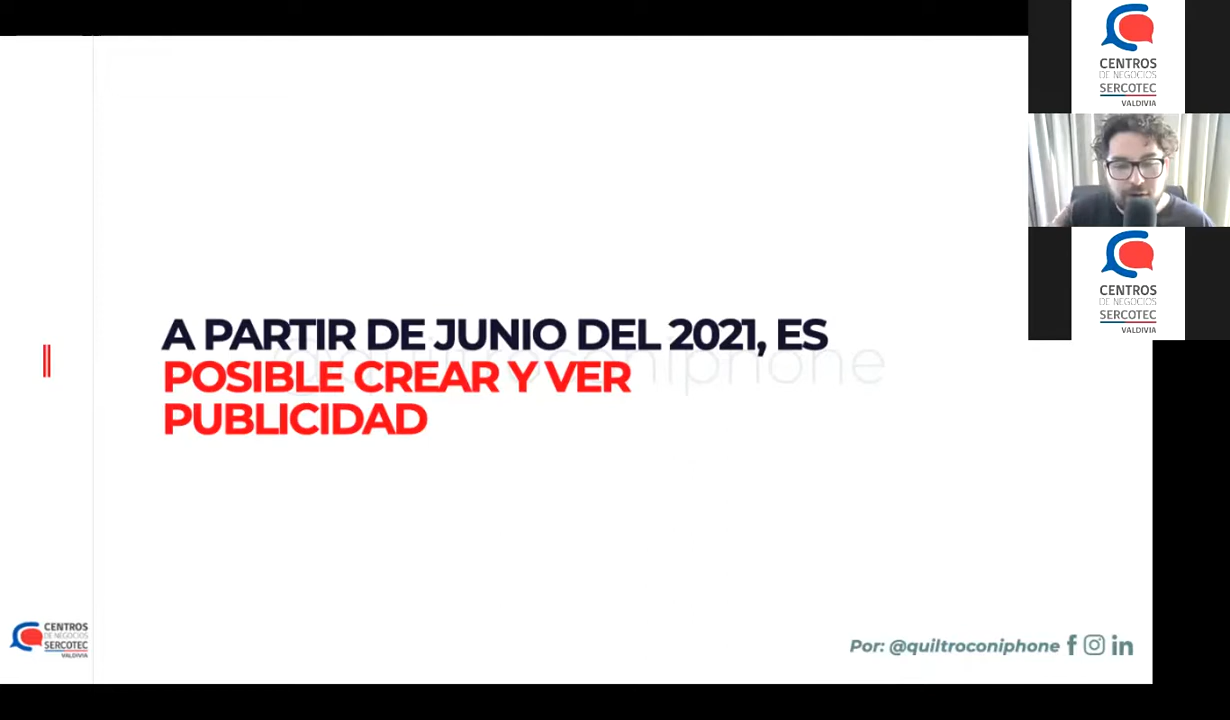 CENTROS
DE NEGOCIOS
SERCOTEC
VALDIVIA
CENTROS
DE NEGOCIOS
SERCOTEC
VALDIVIA
A PARTIR DE JUNIO DEL 2021, ES
POSIBLE CREAR Y VER
PUBLICIDAD
@quiltroconiphone
CENTROS
DE NEGOCIOS
SERCOTEC
VALDIVIA
Por: @quiltroconiphone